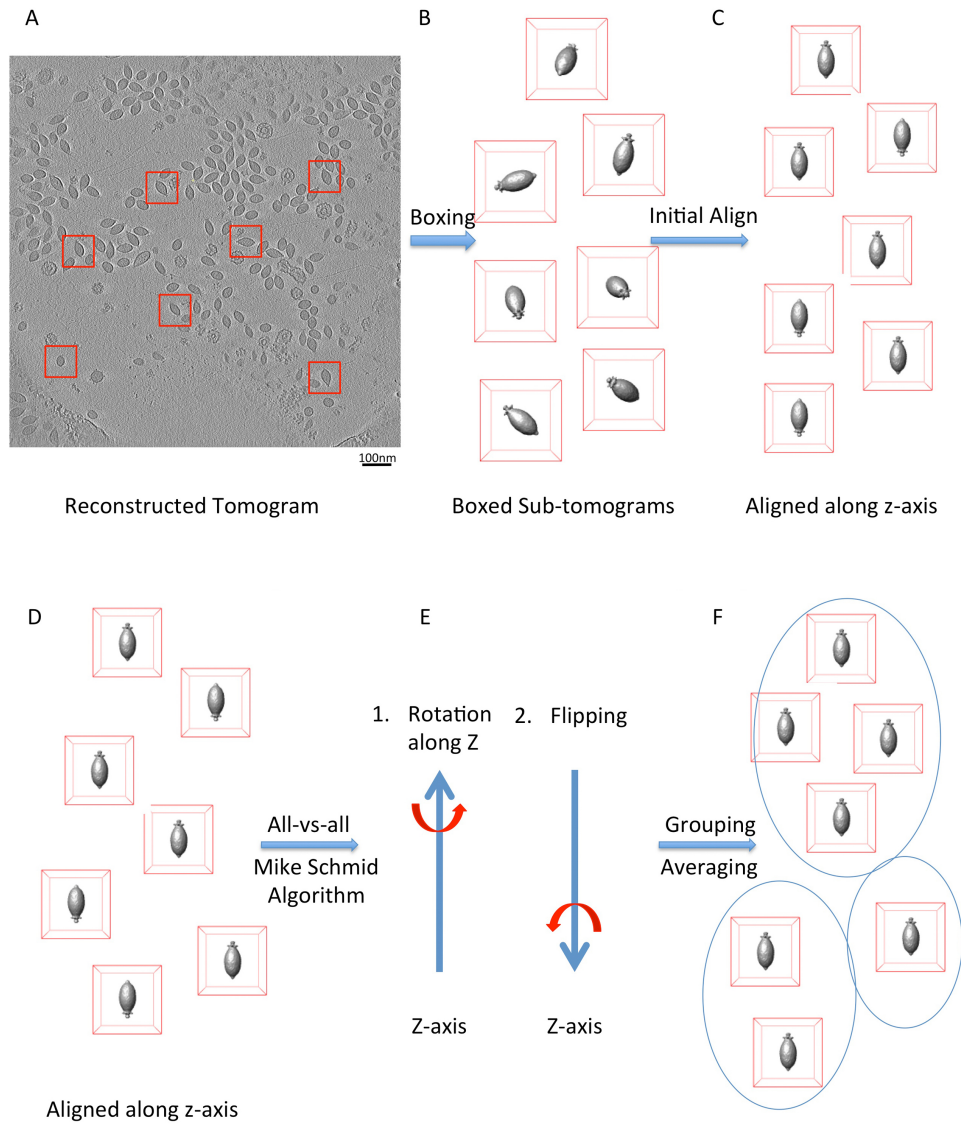 A
B
C
Boxing
Initial Align
100nm
Reconstructed Tomogram
Boxed Sub-tomograms
Aligned along z-axis
D
E
F
1. Rotation
along Z
2. Flipping
All-vs-all
Mike Schmid
Algorithm
Grouping
Averaging
Z-axis
Z-axis
Aligned along z-axis